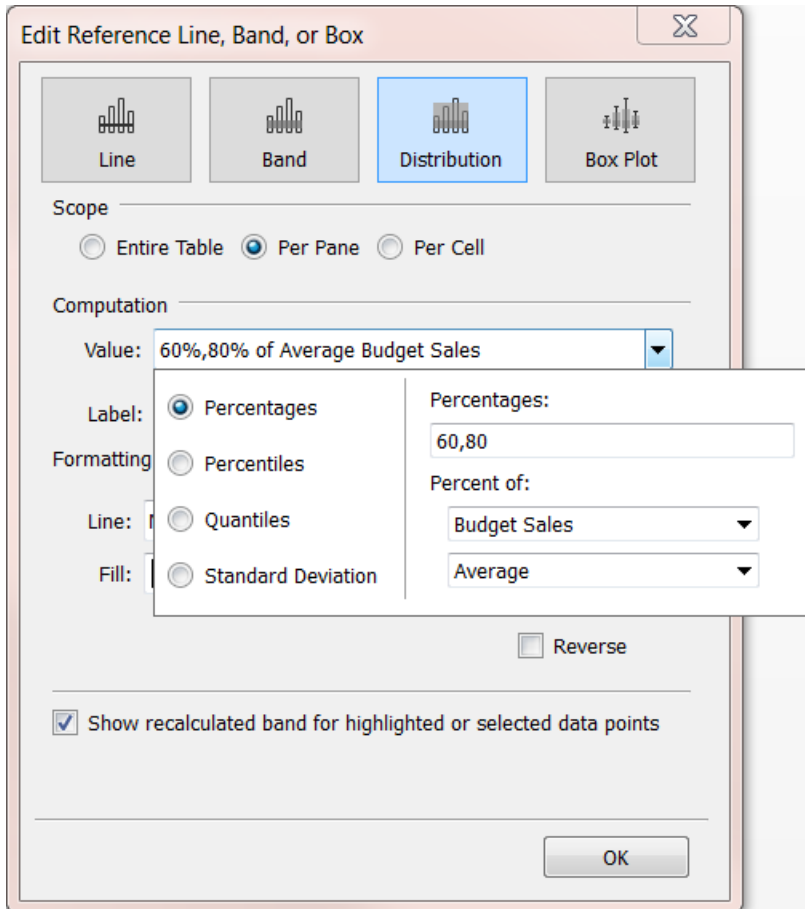 Edit Reference Line, Band, or Box
Line Band Distribution Box Plot
Scope
Entire Table Per Pane Per Cell
Computation
Value: 60%,80% of Average Budget Sales
Label:
Formatting
Line:
Fill:
Percentages
Percentiles
Quantiles
Standard Deviation
Percentages:
60,80
Percent of:
Budget Sales
Average
Reverse
Show recalculated band for highlighted or selected data points
OK